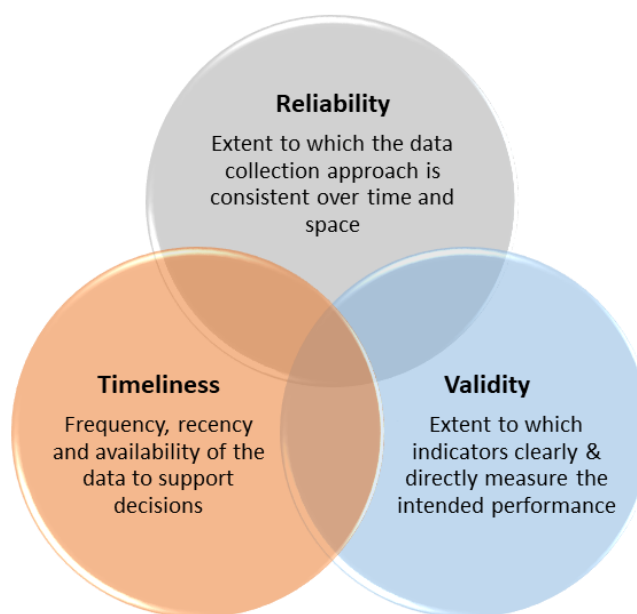 Reliability
Extent to which the data
collection approach is
consistent over time and
space
Timeliness
Frequency, recency
and availability of the
data to support
decisions
Validity
Extent to which
indicators clearly &
directly measure the
intended performance